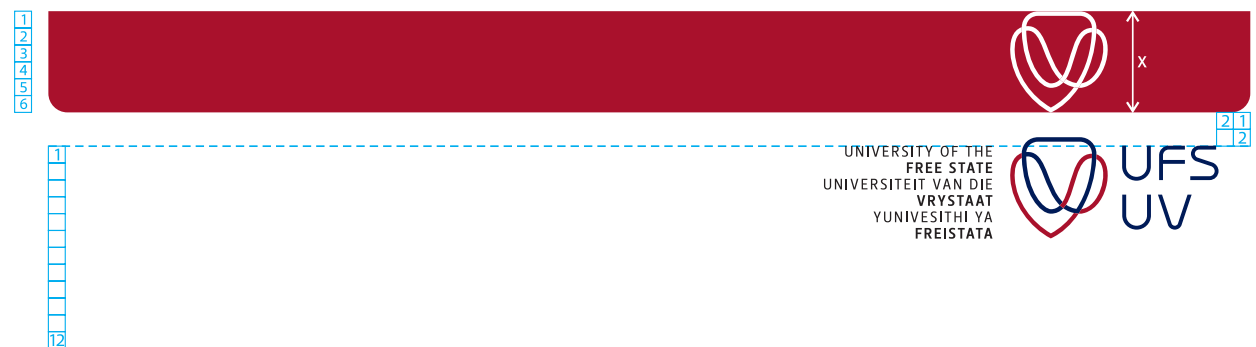 1
2
3
4
5
6
X
2 1
2
1
UNIVERSITY OF THE
FREE STATE
UNIVERSITEIT VAN DIE
VRYSTAAT
YUNIVESITHI YA
FREISTATA
UFS
UV
12